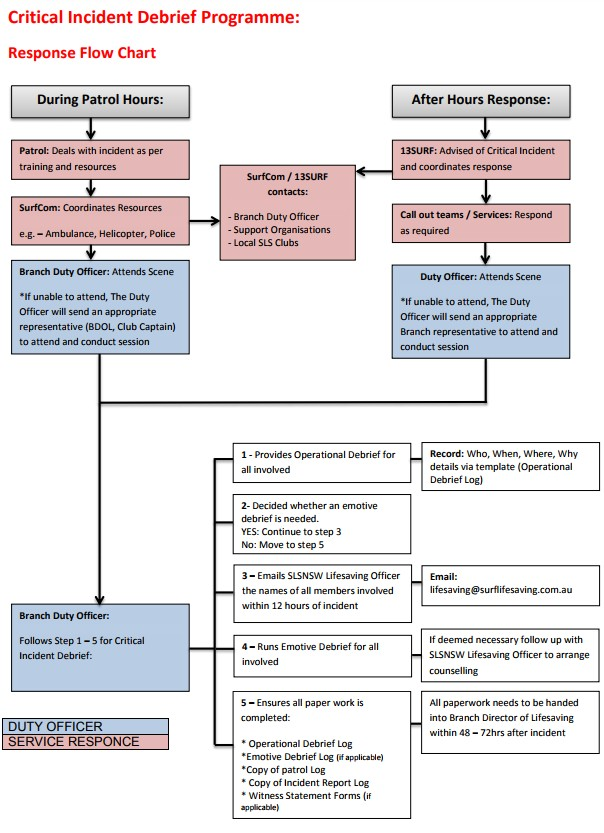 Critical Incident Debrief Programme:
Response Flow Chart
During Patrol Hours:
After Hours Response:
Patrol: Deals with incident as per
training and resources
SurfCom: Coordinates Resources
e.g. – Ambulance, Helicopter, Police
SurfCom / 13SURF
contacts:
- Branch Duty Officer
- Support Organisations
- Local SLS Clubs
13SURF: Advised of Critical Incident
and coordinates response
Call out teams / Services: Respond
as required
Branch Duty Officer: Attends Scene
*If unable to attend, The Duty
Officer will send an appropriate
representative (BDOL, Club Captain)
to attend and conduct session
Duty Officer: Attends Scene
*If unable to attend, The Duty
Officer will send an appropriate
Branch representative to attend and
conduct session
1 - Provides Operational Debrief for
all involved
Record: Who, When, Where, Why
details via template (Operational
Debrief Log)
2- Decided whether an emotive
debrief is needed.
YES: Continue to step 3
No: Move to step 5
3 – Emails SLSNSW Lifesaving Officer
the names of all members involved
within 12 hours of incident
Email:
lifesaving@surflifesaving.com.au
Branch Duty Officer:
Follows Step 1 – 5 for Critical
Incident Debrief:
4 – Runs Emotive Debrief for all
involved
If deemed necessary follow up with
SLSNSW Lifesaving Officer to arrange
counselling
5 – Ensures all paper work is
completed:
* Operational Debrief Log
*Emotive Debrief Log (if applicable)
*Copy of patrol Log
* Copy of Incident Report Log
* Witness Statement Forms (if
applicable)
All paperwork needs to be handed
into Branch Director of Lifesaving
within 48 – 72hrs after incident
DUTY OFFICER
SERVICE RESPONCE